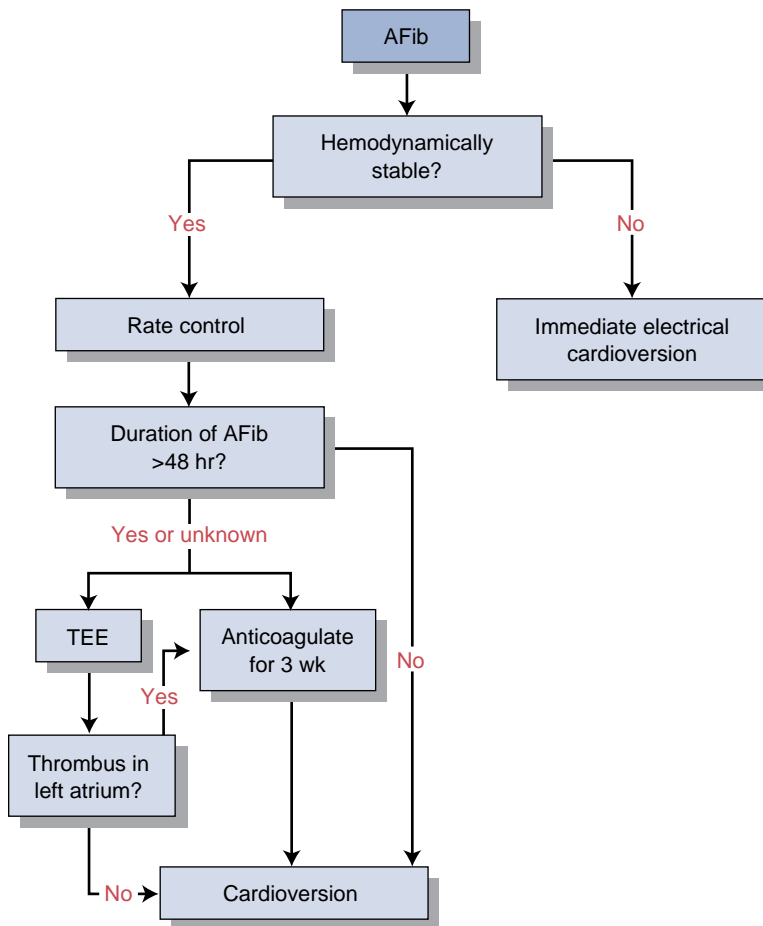 AFib
Hemodynamically
stable?
Yes
No
Rate control
Immediate electrical
cardioversion
Duration of AFib
>48 hr?
Yes or unknown
TEE
Anticoagulate
for 3 wk
No
Yes
Thrombus in
left atrium?
No
Cardioversion